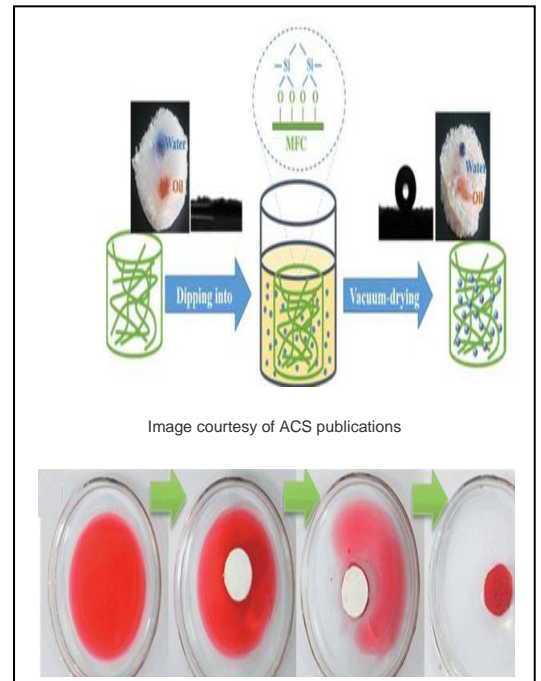 —Si Si—
O O O O
MFC
Water
Oil
Water
Oil
Dipping into
Vacuum-drying
Image courtesy of ACS publications